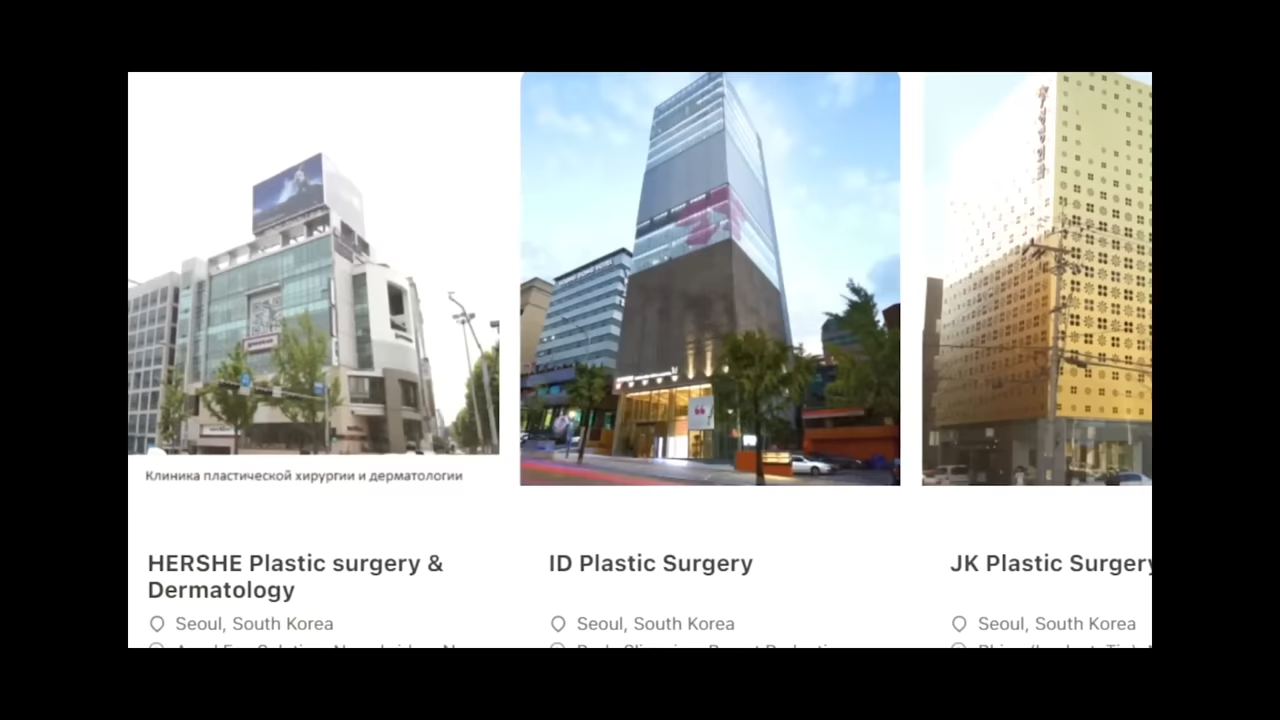 Клиника пластической хирургии и дерматологии
HERSHE Plastic surgery &
Dermatology
Seoul, South Korea
ID Plastic Surgery
Seoul, South Korea
JK Plastic Surgery
Seoul, South Korea